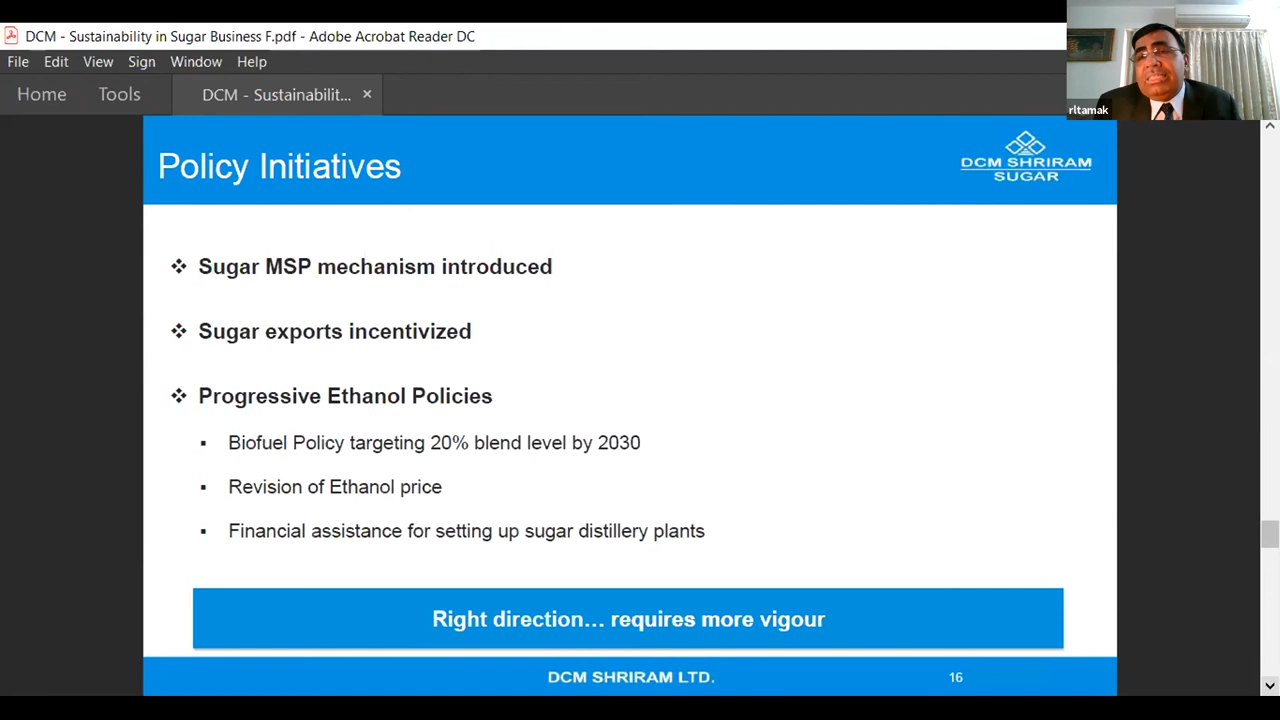 DCM - Sustainability in Sugar Business F.pdf - Adobe Acrobat Reader DC
File Edit View Sign Window Help
Home Tools DCM - Sustainabilit... ×
rltamak
Policy Initiatives
DCM SHRIRAM
SUGAR
❖ Sugar MSP mechanism introduced
❖ Sugar exports incentivized
❖ Progressive Ethanol Policies
▪ Biofuel Policy targeting 20% blend level by 2030
▪ Revision of Ethanol price
▪ Financial assistance for setting up sugar distillery plants
Right direction… requires more vigour
DCM SHRIRAM LTD. 16